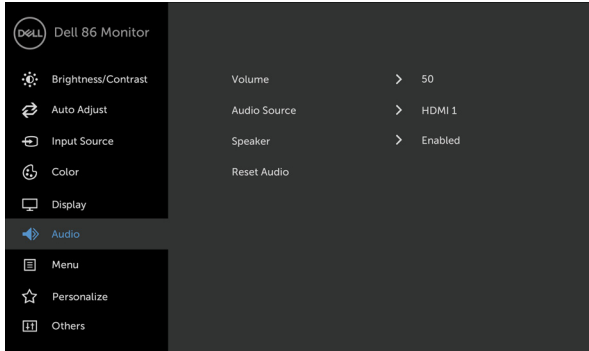 DELL Dell 86 Monitor
Brightness/Contrast
Auto Adjust
Input Source
Color
Display
Audio
Menu
Personalize
Others
Volume > 50
Audio Source > HDMI 1
Speaker > Enabled
Reset Audio